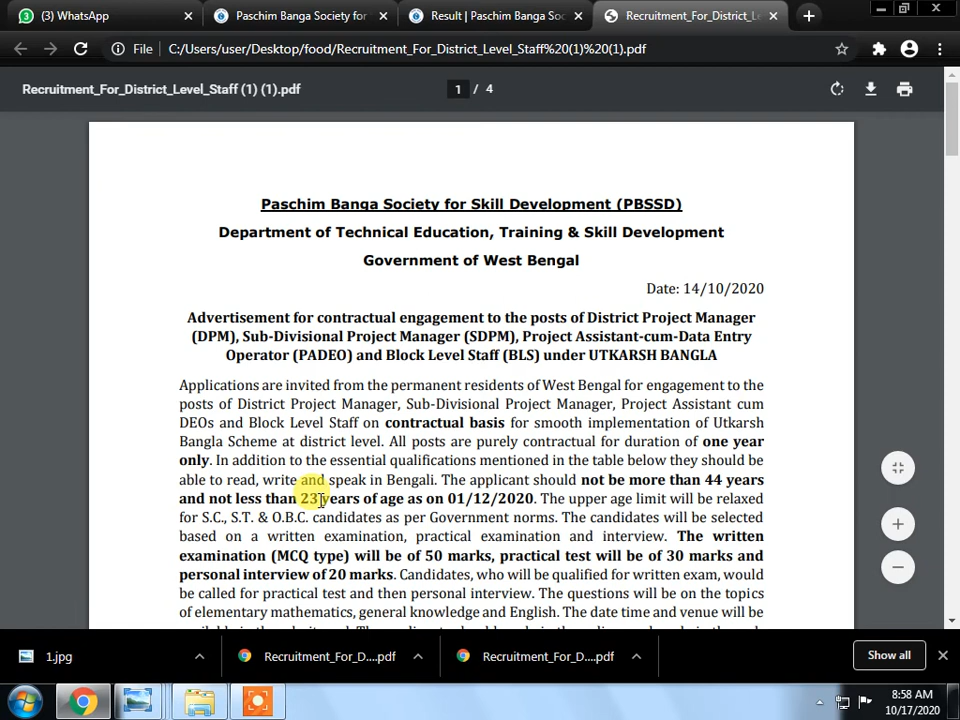 (3) WhatsApp
Paschim Banga Society for
Result | Paschim Banga Soc
Recruitment_For_District_L
File
C:/Users/user/Desktop/food/Recruitment_For_District_Level_Staff%20(1)%20(1).pdf
Recruitment_For_District_Level_Staff (1) (1).pdf
1 / 4
Paschim Banga Society for Skill Development (PBSSD)
Department of Technical Education, Training & Skill Development
Government of West Bengal
Date: 14/10/2020
Advertisement for contractual engagement to the posts of District Project Manager
(DPM), Sub-Divisional Project Manager (SDPM), Project Assistant-cum-Data Entry
Operator (PADEO) and Block Level Staff (BLS) under UTKARSH BANGLA
Applications are invited from the permanent residents of West Bengal for engagement to the
posts of District Project Manager, Sub-Divisional Project Manager, Project Assistant cum
DEOs and Block Level Staff on contractual basis for smooth implementation of Utkarsh
Bangla Scheme at district level. All posts are purely contractual for duration of one year
only. In addition to the essential qualifications mentioned in the table below they should be
able to read, write and speak in Bengali. The applicant should not be more than 44 years
and not less than 23 years of age as on 01/12/2020. The upper age limit will be relaxed
for S.C., S.T. & O.B.C. candidates as per Government norms. The candidates will be selected
based on a written examination, practical examination and interview. The written
examination (MCQ type) will be of 50 marks, practical test will be of 30 marks and
personal interview of 20 marks. Candidates, who will be qualified for written exam, would
be called for practical test and then personal interview. The questions will be on the topics
of elementary mathematics, general knowledge and English. The date time and venue will be
1.jpg
Recruitment_For_D....pdf
Recruitment_For_D....pdf
Show all
8:58 AM
10/17/2020